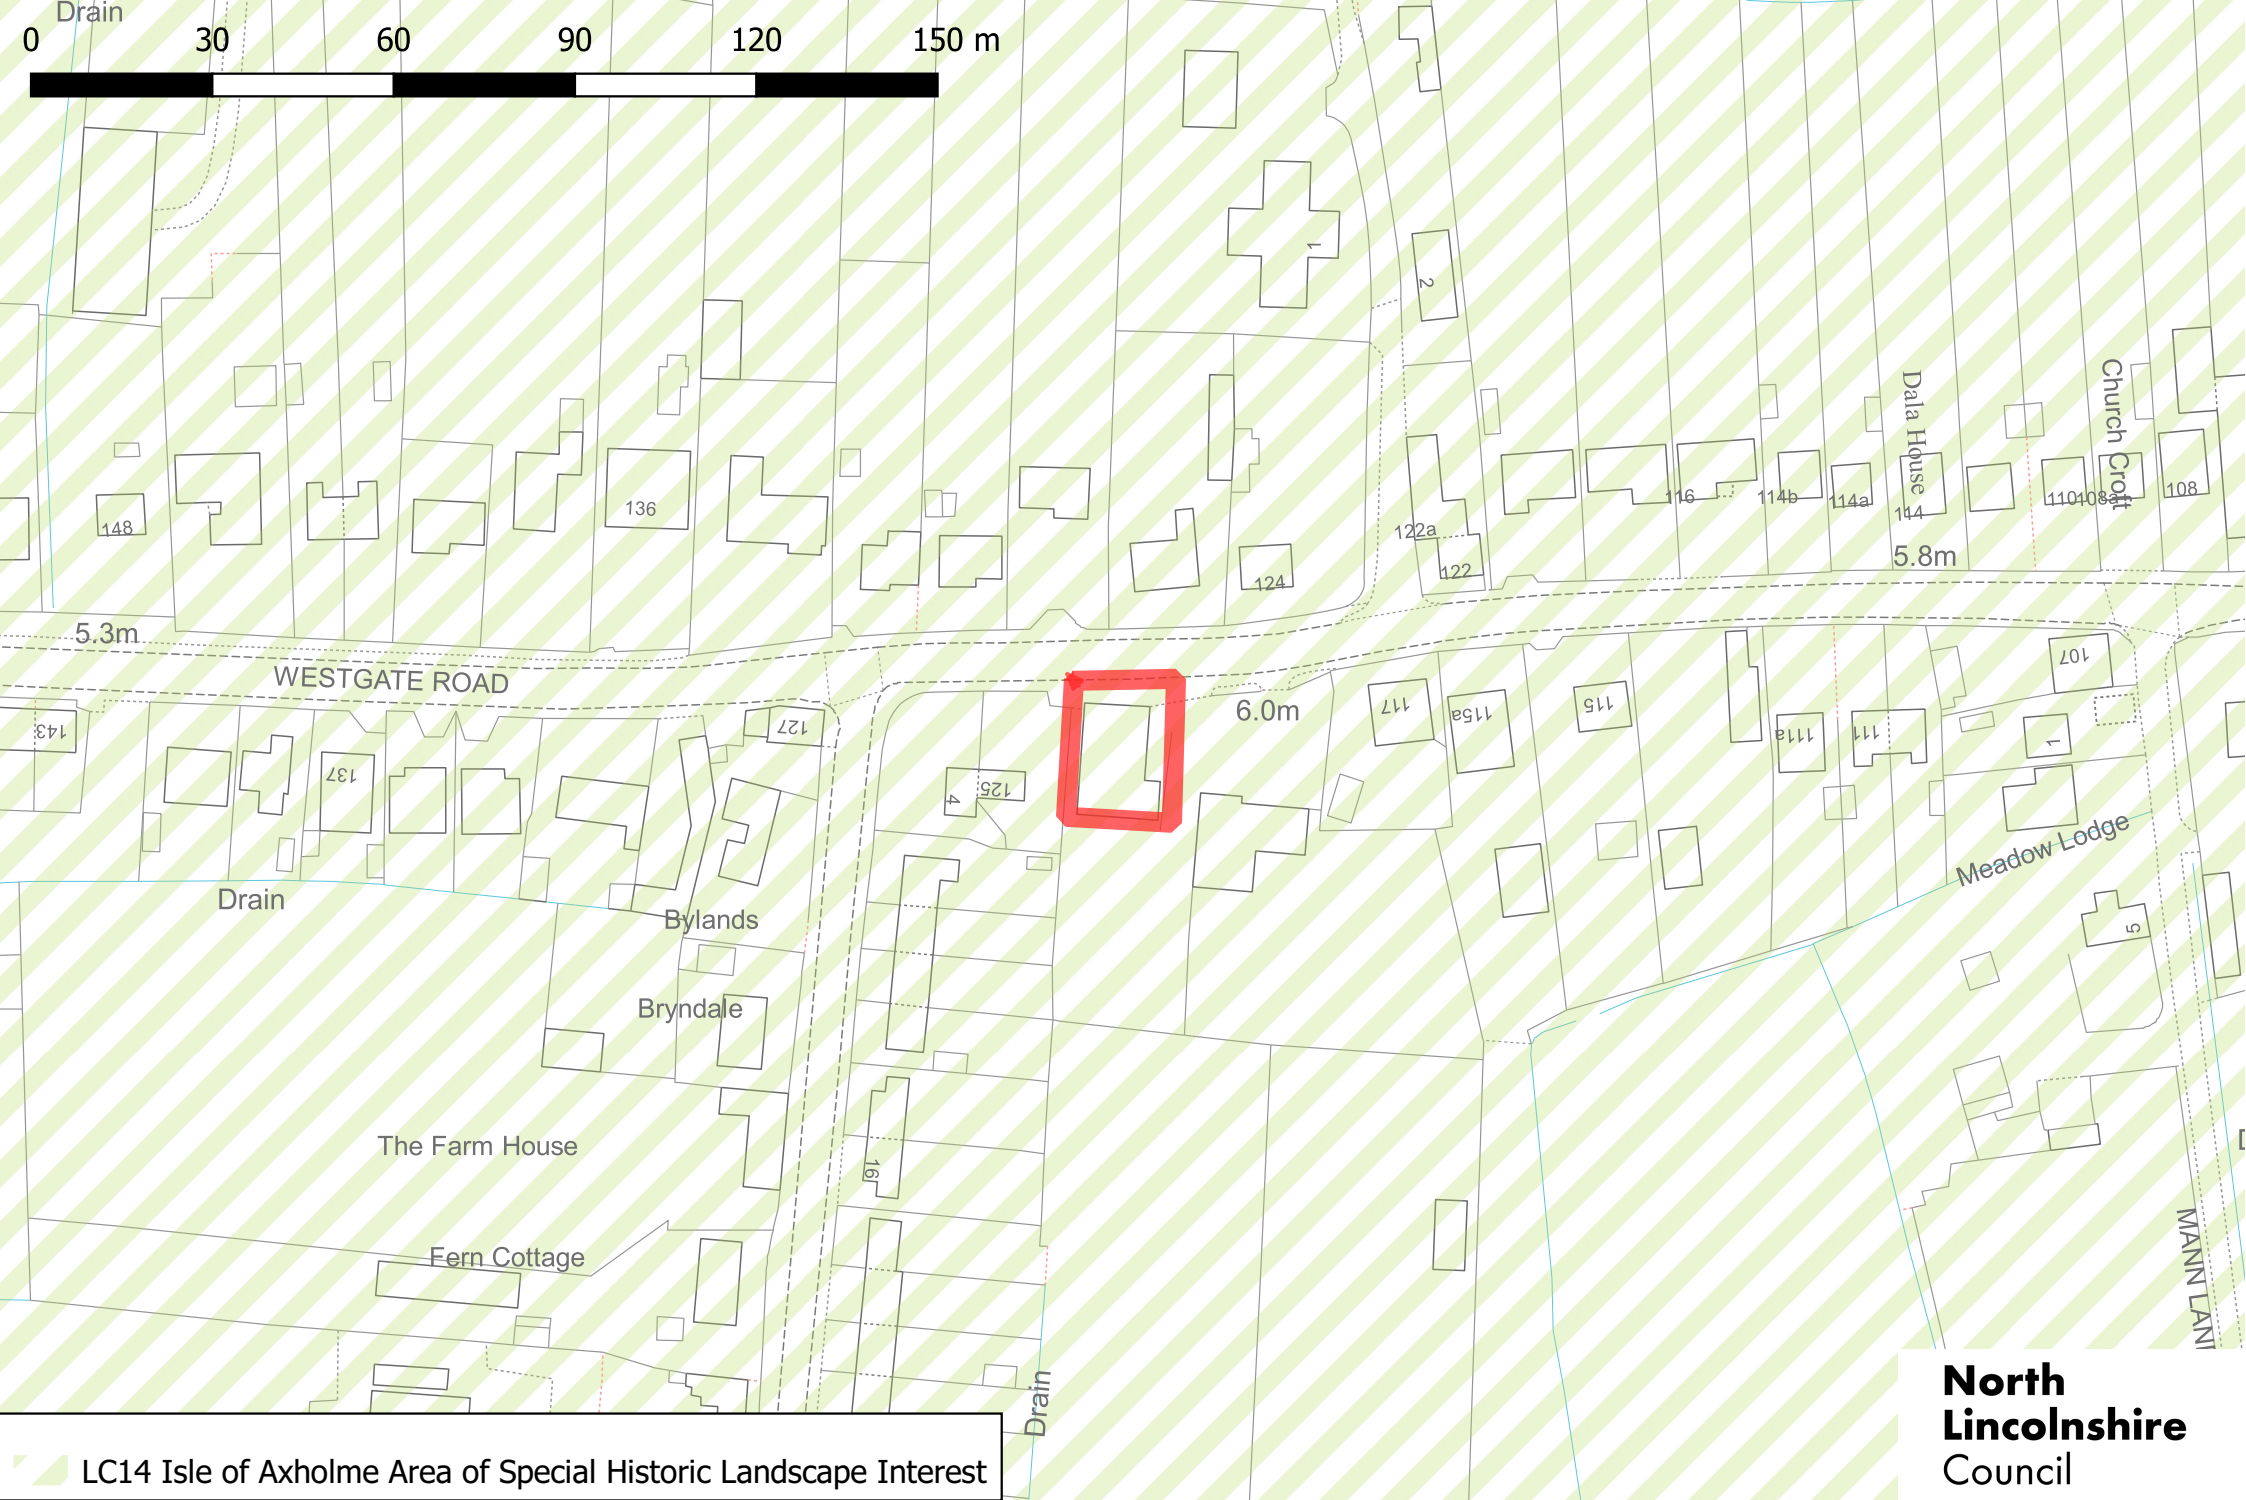 Drain
0 30 60 90 120 150 m
1
2
Dala House
Church Croft
148
136
124
122a
122
116
114b
114a
114
110
108a
108
5.8m
5.3m
WESTGATE ROAD
6.0m
143
137
127
125
4
117
115a
115
111a
111
107
1
Meadow Lodge
5
Drain
Bylands
Bryndale
The Farm House
16
Fern Cottage
Drain
MANN LAN
LC14 Isle of Axholme Area of Special Historic Landscape Interest
North
Lincolnshire
Council